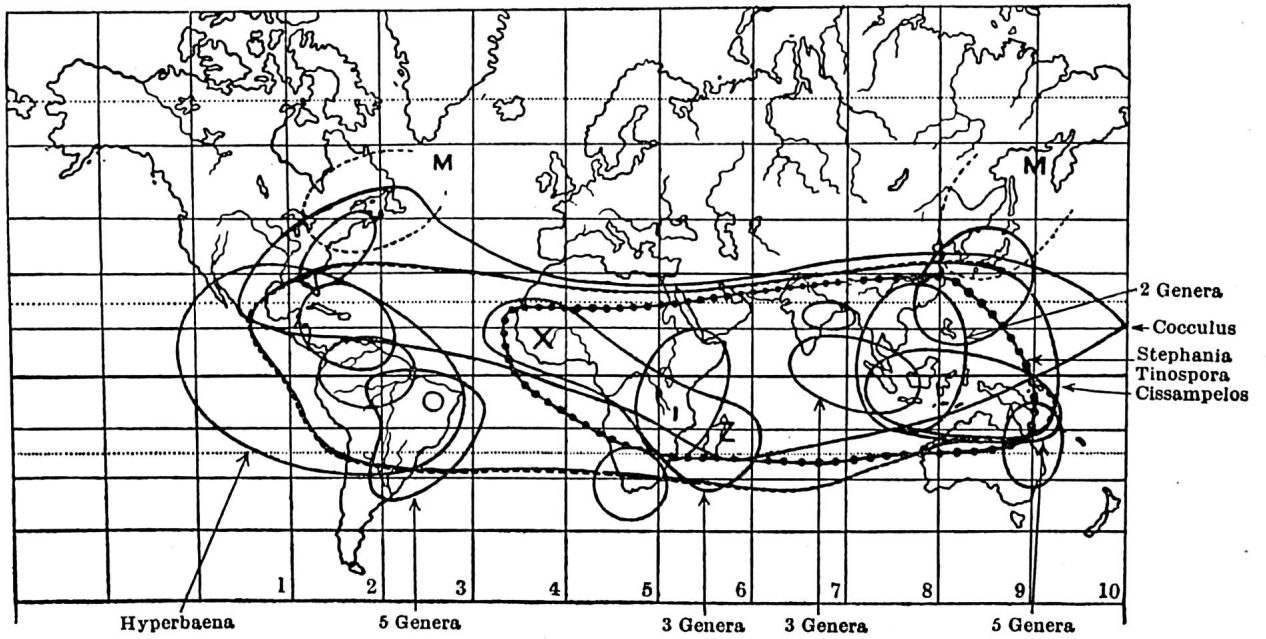 M
M
2 Genera
Cocculus
X
Stephania
Tinospora
Cissampelos
O
I
Z
1
2
3
4
5
6
7
8
9
10
Hyperbaena
5 Genera
3 Genera
3 Genera
5 Genera